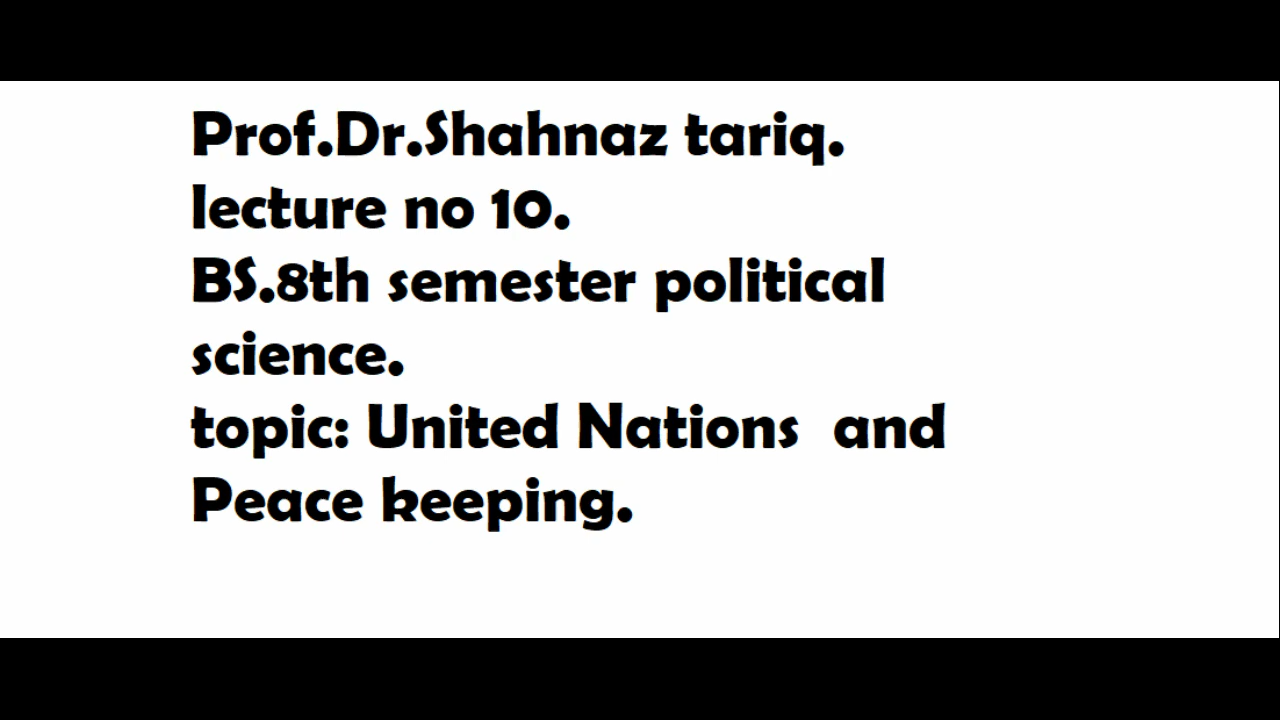 Prof.Dr.Shahnaz tariq.
lecture no 10.
BS.8th semester political
science.
topic: United Nations  and
Peace keeping.